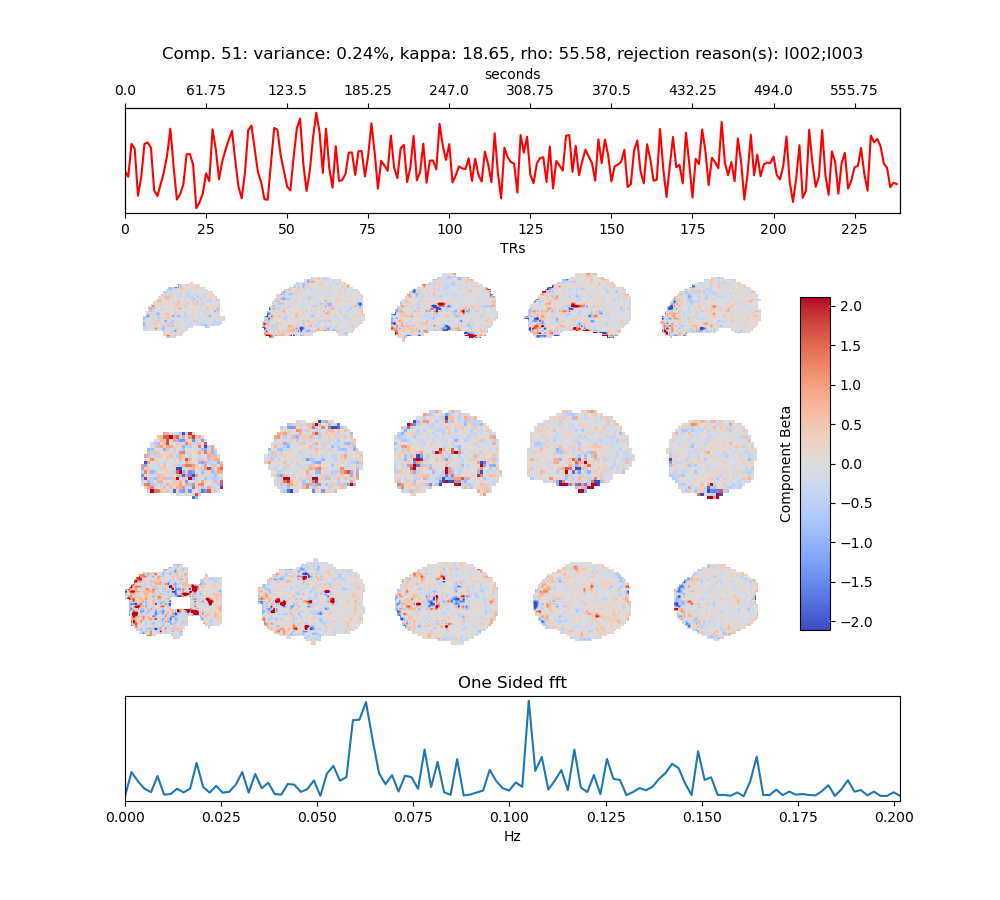 Comp. 51: variance: 0.24%, kappa: 18.65, rho: 55.58, rejection reason(s): I002;I003
seconds
0.0 61.75 123.5 185.25 247.0 308.75 370.5 432.25 494.0 555.75
0 25 50 75 100 125 150 175 200 225
TRs
2.0
1.5
1.0
0.5
0.0
−0.5
−1.0
−1.5
−2.0
Component Beta
One Sided fft
0.000 0.025 0.050 0.075 0.100 0.125 0.150 0.175 0.200
Hz